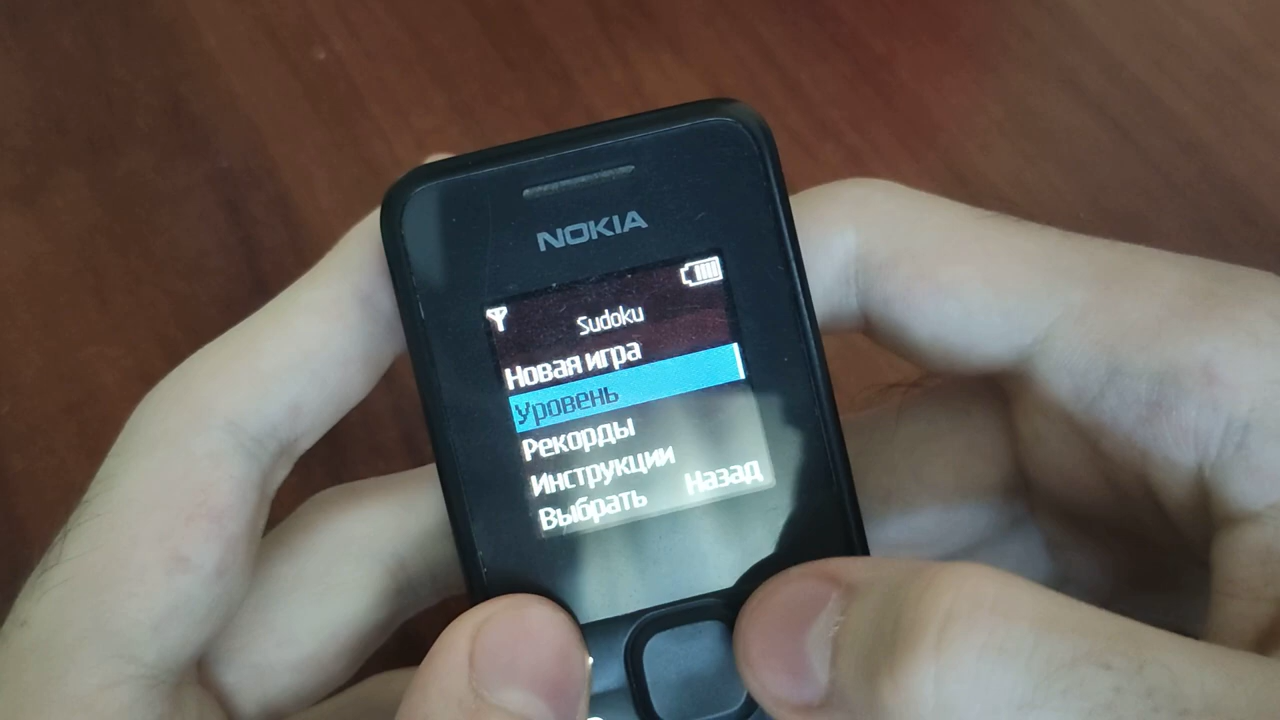 NOKIA
Sudoku
Новая игра
Уровень
Рекорды
Инструкции
Выбрать Назад